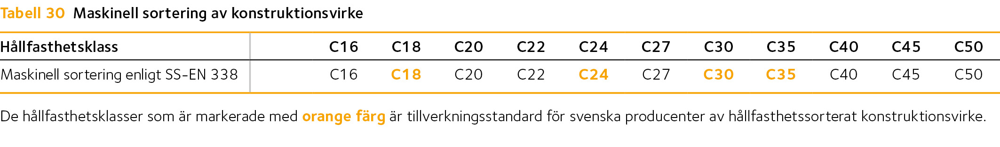 Tabell 30 Maskinell sortering av konstruktionsvirke
Hållfasthetsklass C16 C18 C20 C22 C24 C27 C30 C35 C40 C45 C50
Maskinell sortering enligt SS-EN 338 C16 C18 C20 C22 C24 C27 C30 C35 C40 C45 C50
De hållfasthetsklasser som är markerade med orange färg är tillverkningsstandard för svenska producenter av hållfasthetssorterat konstruktionsvirke.